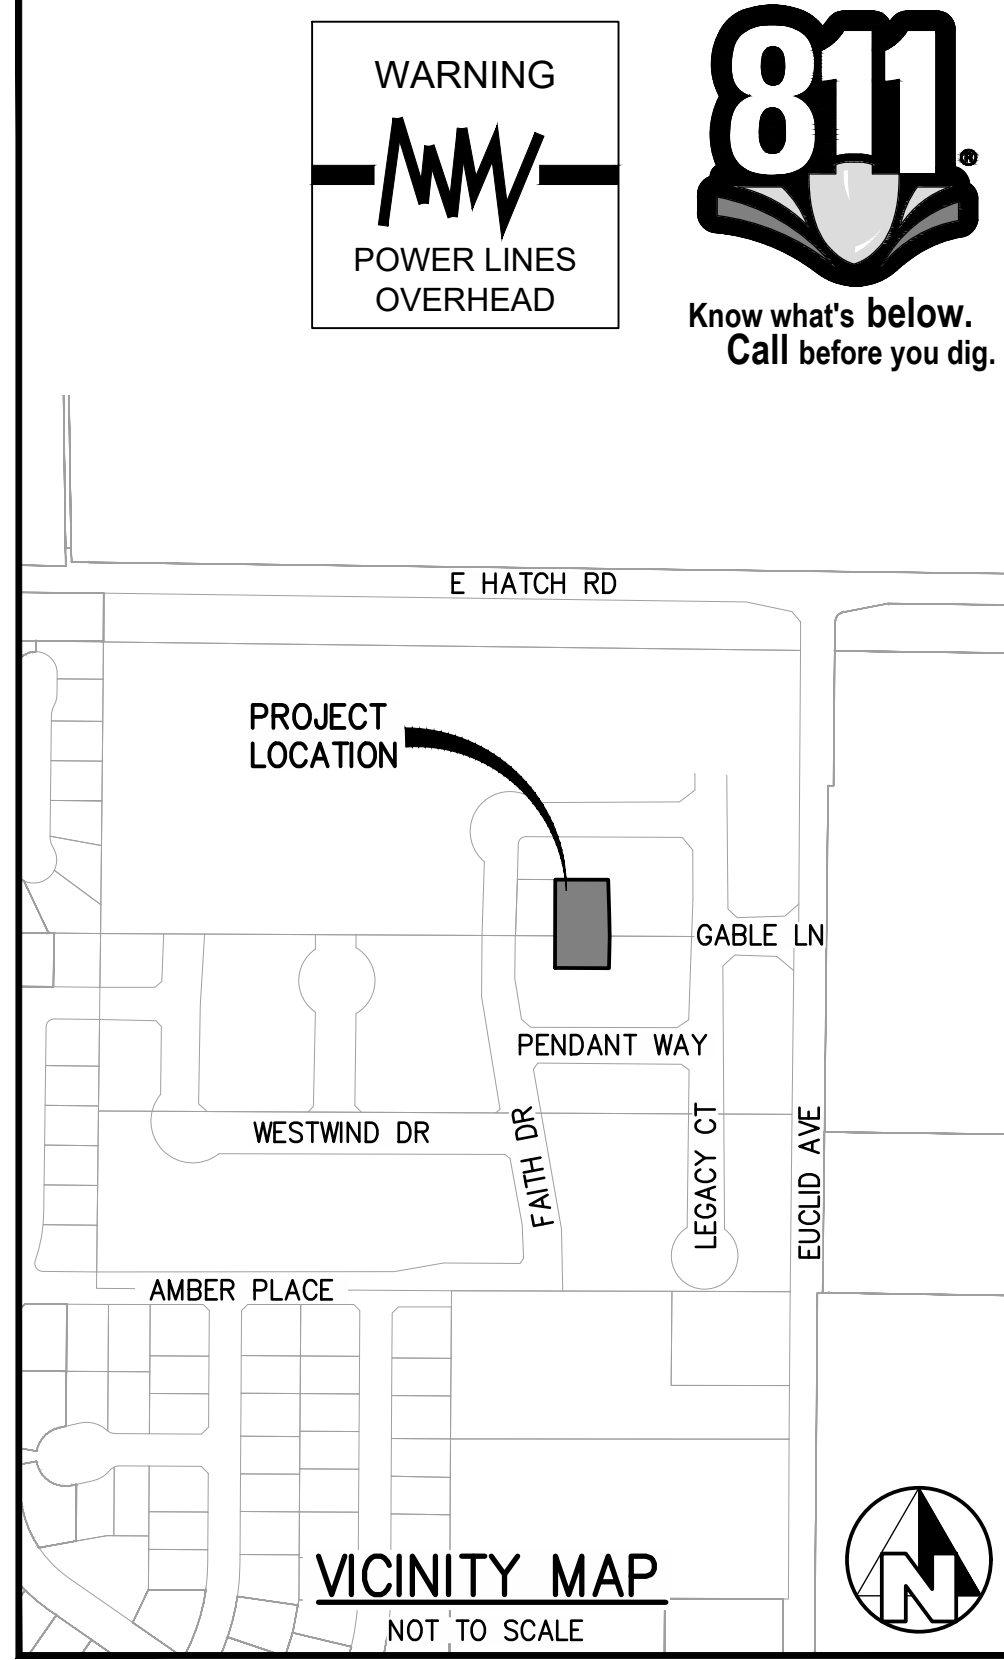 WARNING
POWER LINES
OVERHEAD
811®
Know what's below.
Call before you dig.
E HATCH RD
PROJECT
LOCATION
GABLE LN
PENDANT WAY
WESTWIND DR
FAITH DR
LEGACY CT
EUCLID AVE
AMBER PLACE
VICINITY MAP
NOT TO SCALE
N